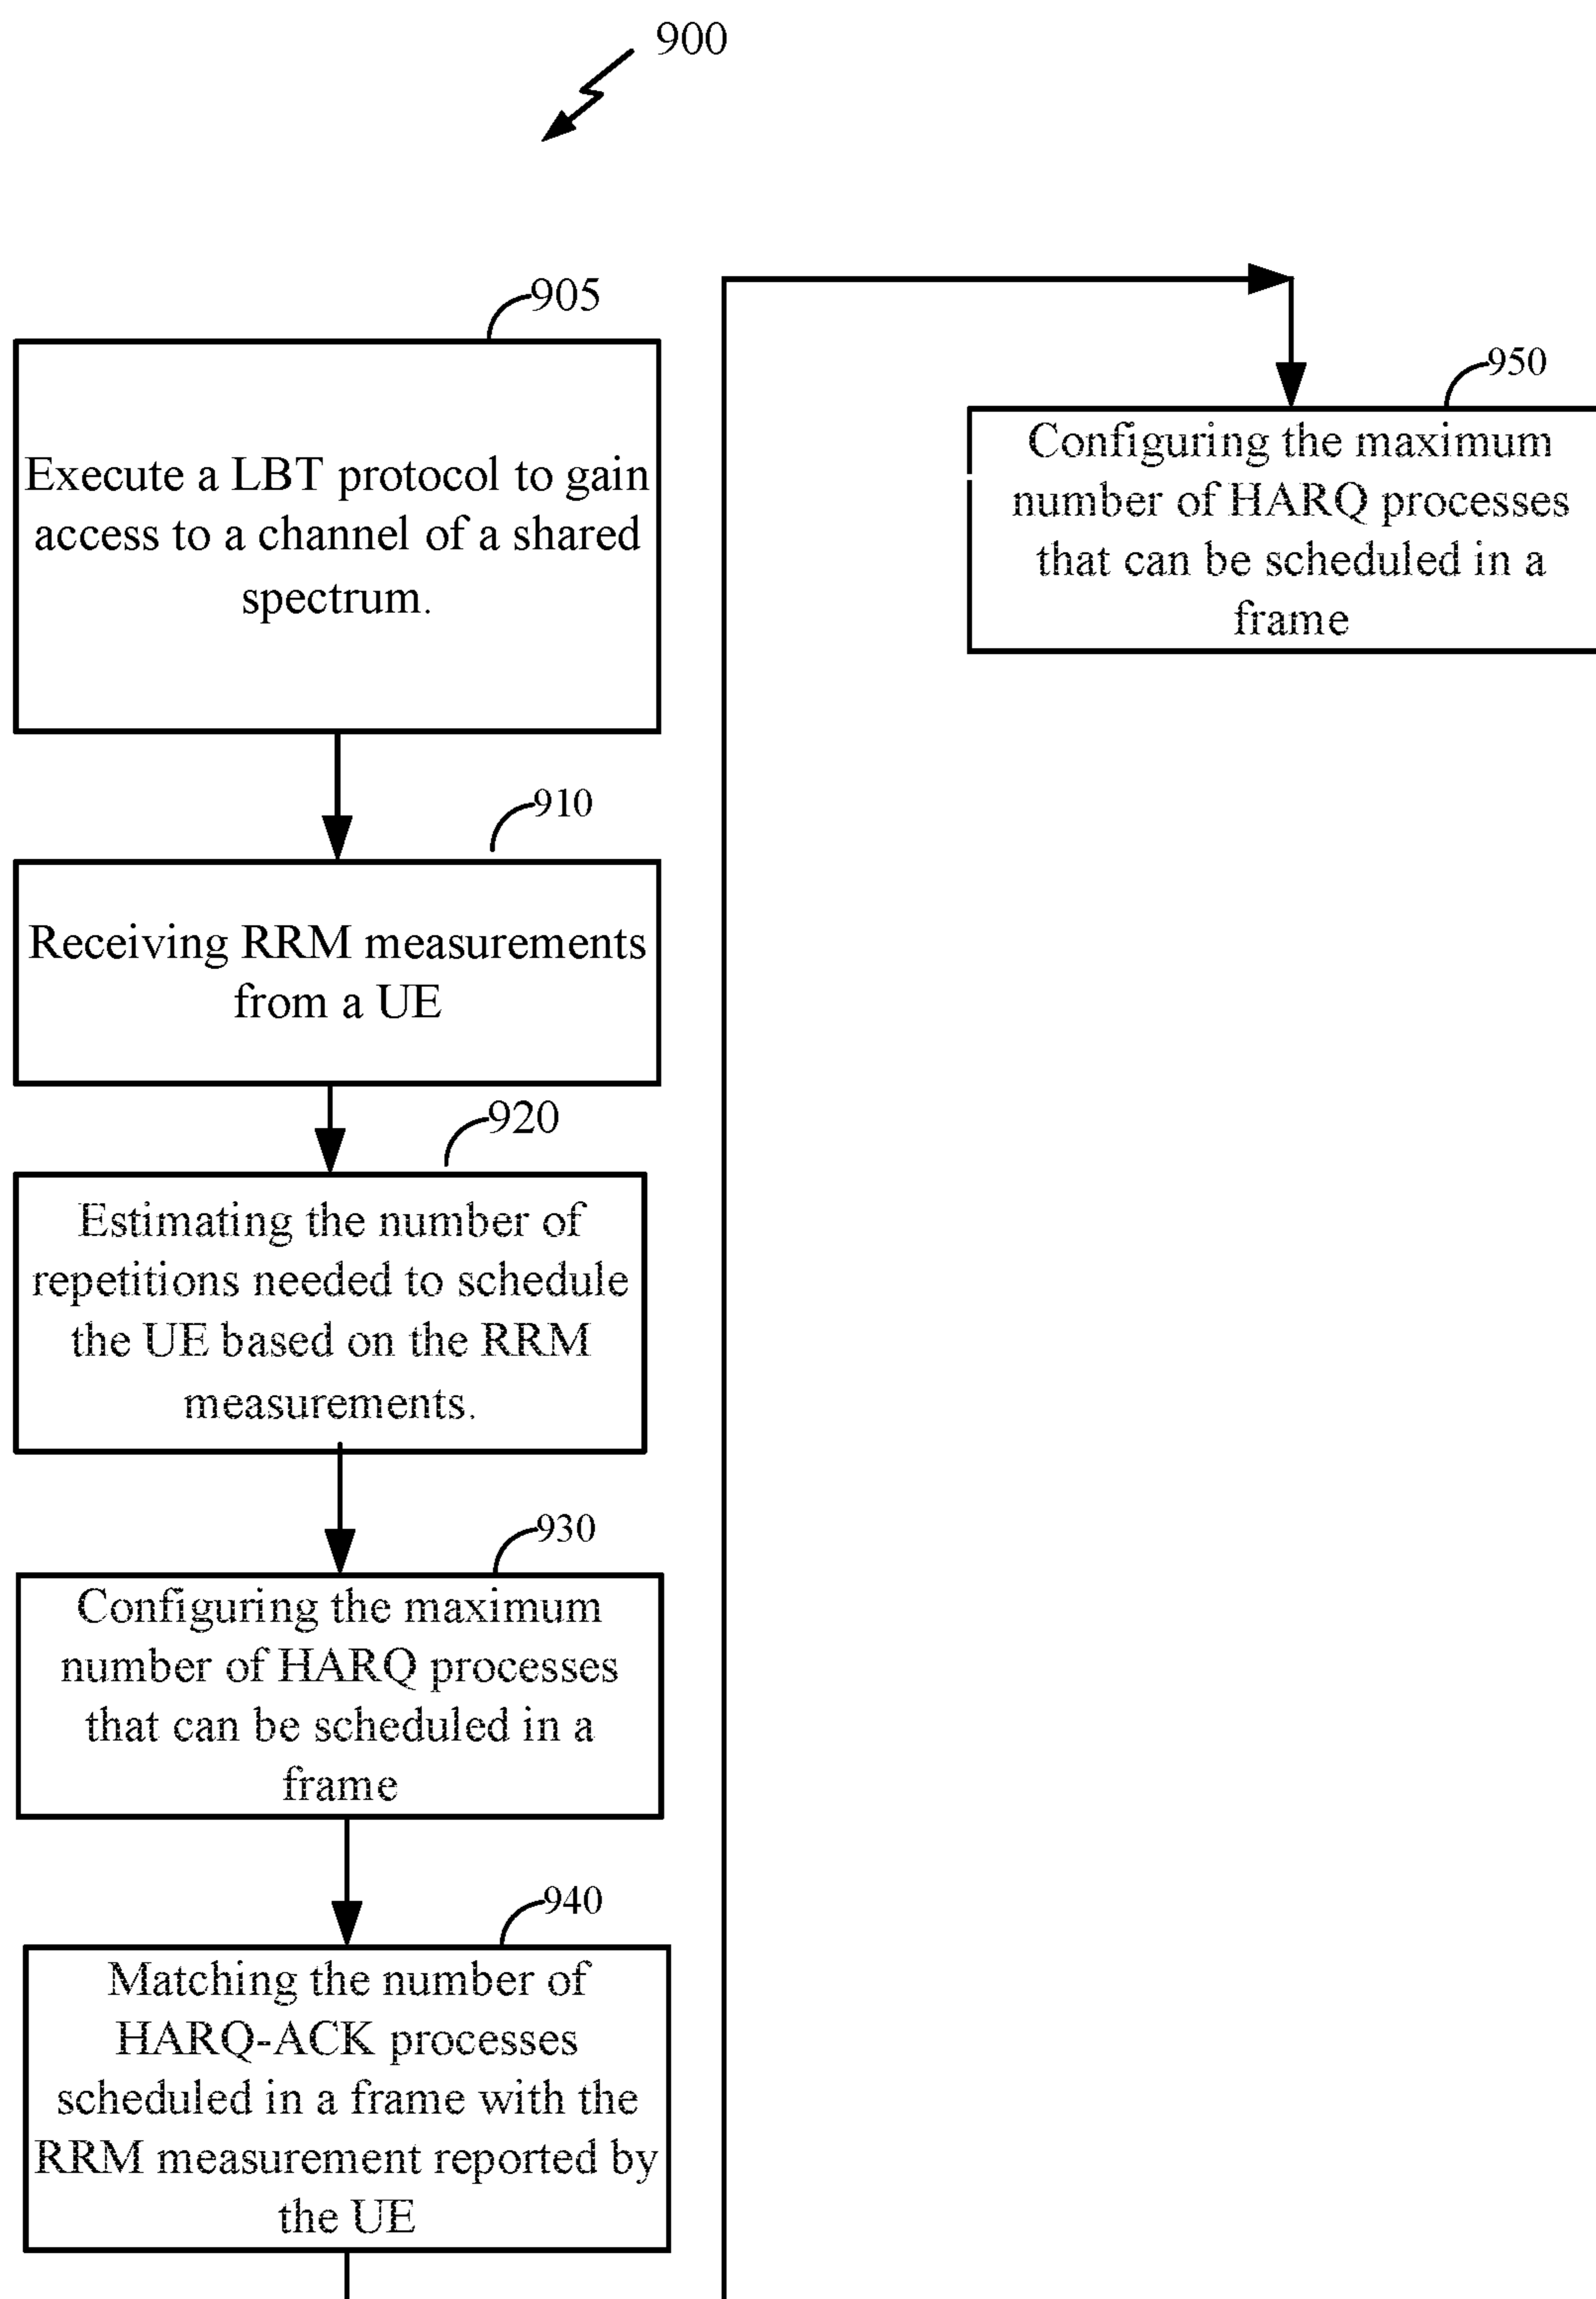 900
905
Execute a LBT protocol to gain
access to a channel of a shared
spectrum.
910
Receiving RRM measurements
from a UE
920
Estimating the number of
repetitions needed to schedule
the UE based on the RRM
measurements.
930
Configuring the maximum
number of HARQ processes
that can be scheduled in a
frame
940
Matching the number of
HARQ-ACK processes
scheduled in a frame with the
RRM measurement reported by
the UE
950
Configuring the maximum
number of HARQ processes
that can be scheduled in a
frame